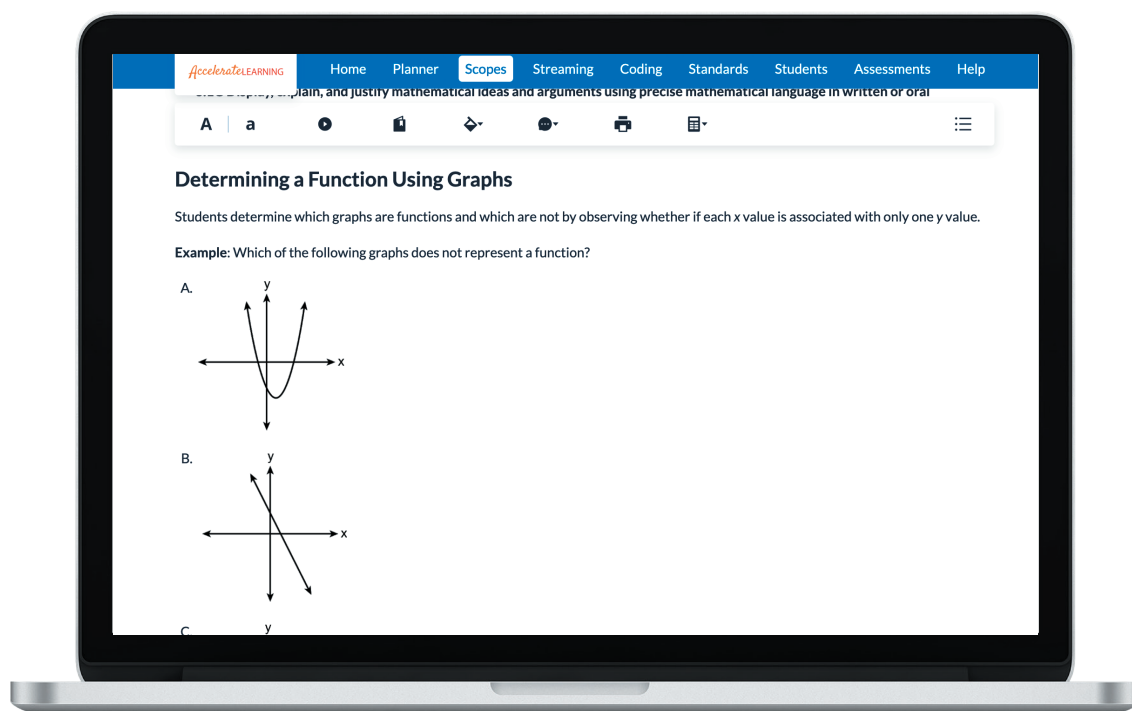 AccelerateLEARNING Home Planner Scopes Streaming Coding Standards Students Assessments Help
and justify mathematical ideas and arguments using precise mathematical language in written or oral
A a
Determining a Function Using Graphs
Students determine which graphs are functions and which are not by observing whether if each x value is associated with only one y value.
Example: Which of the following graphs does not represent a function?
A.
y
x
B.
y
x
C.
y